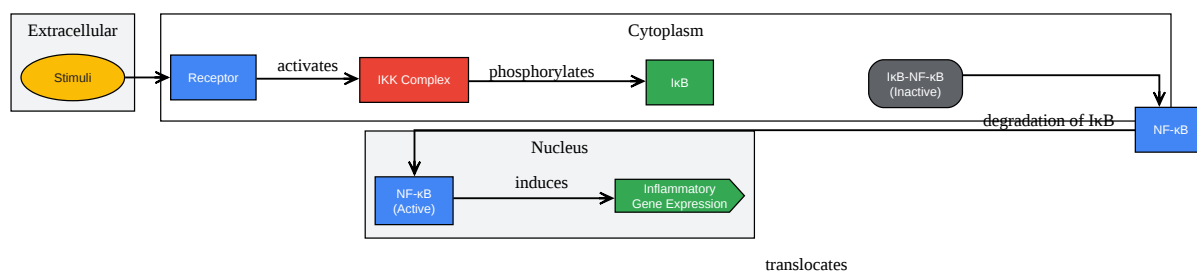 Extracellular
Cytoplasm
Stimuli
Receptor
activates
IKK Complex
phosphorylates
IκB
IκB-NF-κB
(Inactive)
degradation of IκB
NF-κB
Nucleus
NF-κB
(Active)
induces
Inflammatory
Gene Expression
translocates